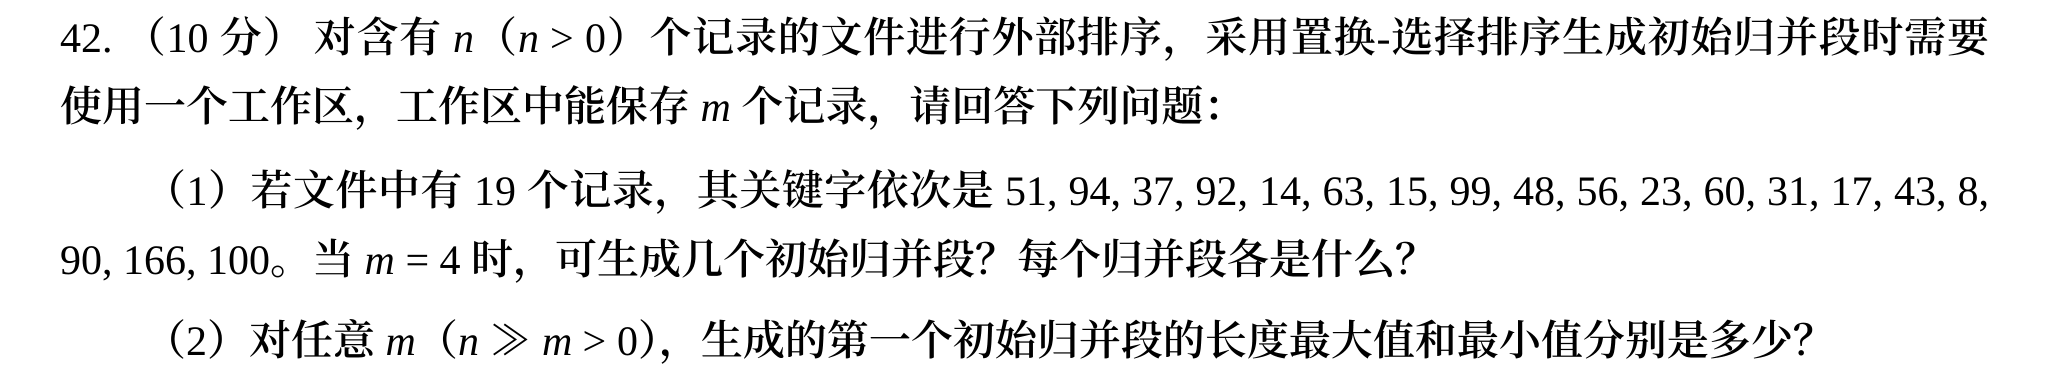 42. （10 分） 对含有 n（n > 0）个记录的文件进行外部排序，采用置换-选择排序生成初始归并段时需要
使用一个工作区，工作区中能保存 m 个记录，请回答下列问题：
（1）若文件中有 19 个记录，其关键字依次是 51, 94, 37, 92, 14, 63, 15, 99, 48, 56, 23, 60, 31, 17, 43, 8,
90, 166, 100。当 m = 4 时，可生成几个初始归并段？每个归并段各是什么？
（2）对任意 m（n ≫ m > 0），生成的第一个初始归并段的长度最大值和最小值分别是多少？